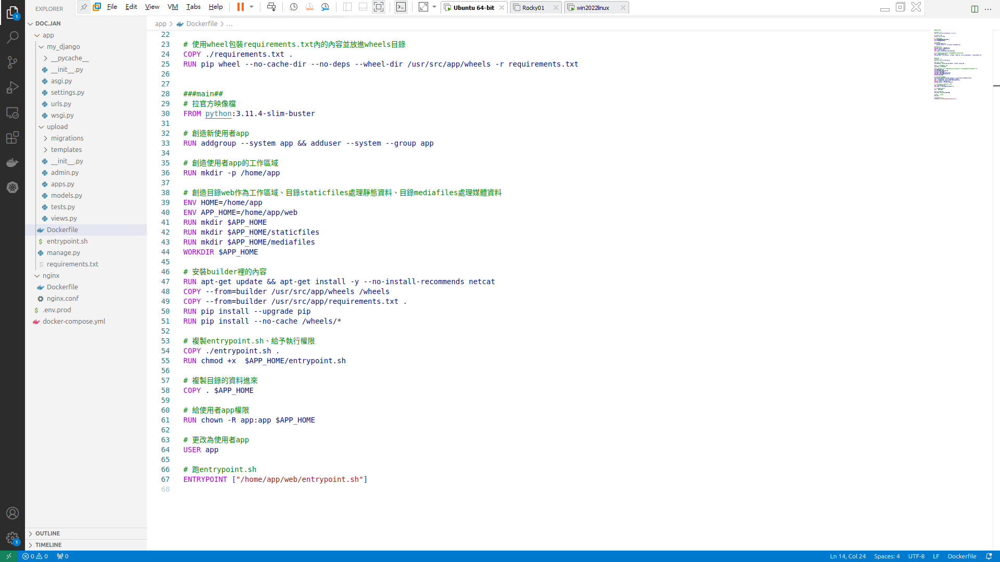 EXPLORER
File Edit View VM Tabs Help
Ubuntu 64-bit
Rocky01
win2022linux
DOC.JAN
app
my_django
__pycache__
__init__.py
asgi.py
settings.py
urls.py
wsgi.py
upload
migrations
templates
__init__.py
admin.py
apps.py
models.py
tests.py
views.py
Dockerfile
entrypoint.sh
manage.py
requirements.txt
nginx
Dockerfile
nginx.conf
.env.prod
docker-compose.yml
OUTLINE
TIMELINE
app > Dockerfile > ...
22
23 # 使用wheel包裝requirements.txt內的內容並放進wheels目錄
24 COPY ./requirements.txt .
25 RUN pip wheel --no-cache-dir --no-deps --wheel-dir /usr/src/app/wheels -r requirements.txt
26
27
28 ###main##
29 # 拉官方映像檔
30 FROM python:3.11.4-slim-buster
31
32 # 創造新使用者app
33 RUN addgroup --system app && adduser --system --group app
34
35 # 創造使用者app的工作區域
36 RUN mkdir -p /home/app
37
38 # 創造目錄web作為工作區域、目錄staticfiles處理靜態資料、目錄mediafiles處理媒體資料
39 ENV HOME=/home/app
40 ENV APP_HOME=/home/app/web
41 RUN mkdir $APP_HOME
42 RUN mkdir $APP_HOME/staticfiles
43 RUN mkdir $APP_HOME/mediafiles
44 WORKDIR $APP_HOME
45
46 # 安裝builder裡的內容
47 RUN apt-get update && apt-get install -y --no-install-recommends netcat
48 COPY --from=builder /usr/src/app/wheels /wheels
49 COPY --from=builder /usr/src/app/requirements.txt .
50 RUN pip install --upgrade pip
51 RUN pip install --no-cache /wheels/*
52
53 # 複製entrypoint.sh、給予執行權限
54 COPY ./entrypoint.sh .
55 RUN chmod +x  $APP_HOME/entrypoint.sh
56
57 # 複製目錄的資料進來
58 COPY . $APP_HOME
59
60 # 給使用者app權限
61 RUN chown -R app:app $APP_HOME
62
63 # 更改為使用者app
64 USER app
65
66 # 跑entrypoint.sh
67 ENTRYPOINT ["/home/app/web/entrypoint.sh"]
68
1
1
0 0 0
Ln 14, Col 24 Spaces: 4 UTF-8 LF Dockerfile